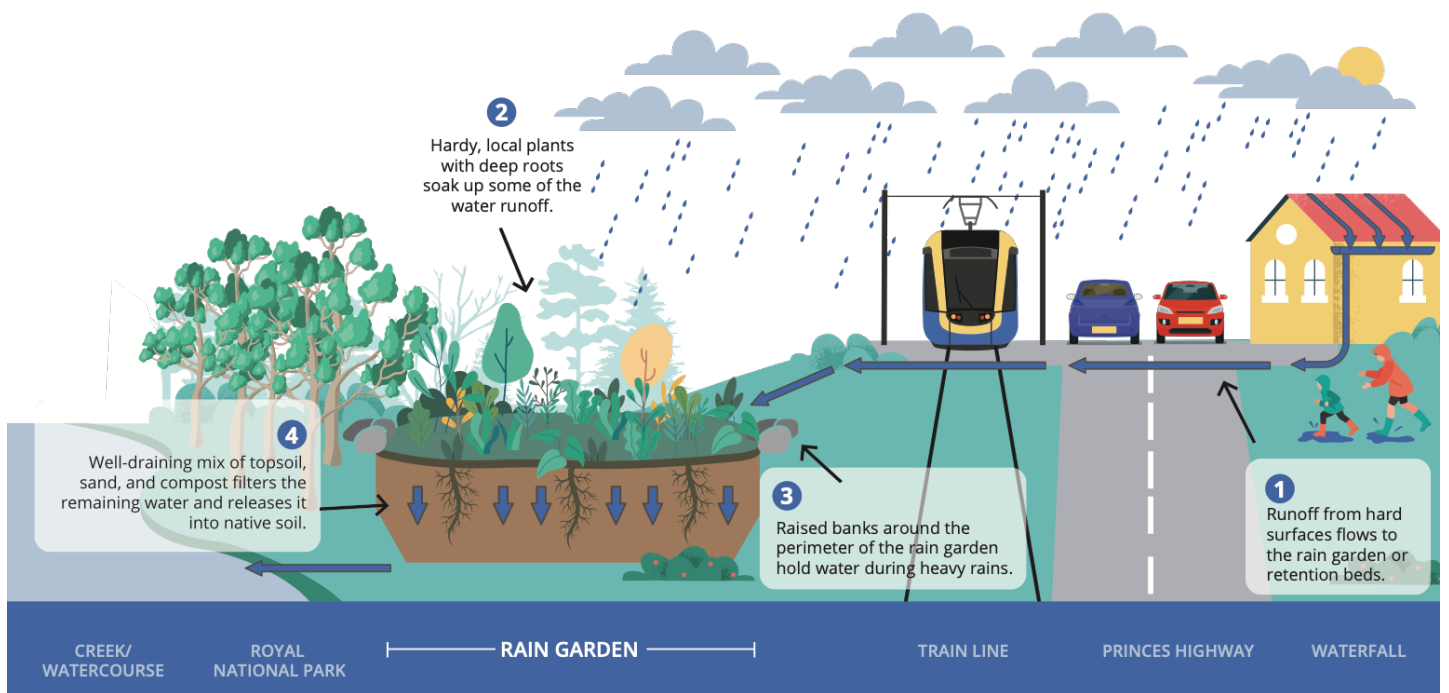 2
Hardy, local plants
with deep roots
soak up some of the
water runoff.
4
Well-draining mix of topsoil,
sand, and compost filters the
remaining water and releases it
into native soil.
3
Raised banks around the
perimeter of the rain garden
hold water during heavy rains.
1
Runoff from hard
surfaces flows to
the rain garden or
retention beds.
CREEK/
WATERCOURSE
ROYAL
NATIONAL PARK
RAIN GARDEN
TRAIN LINE
PRINCES HIGHWAY
WATERFALL